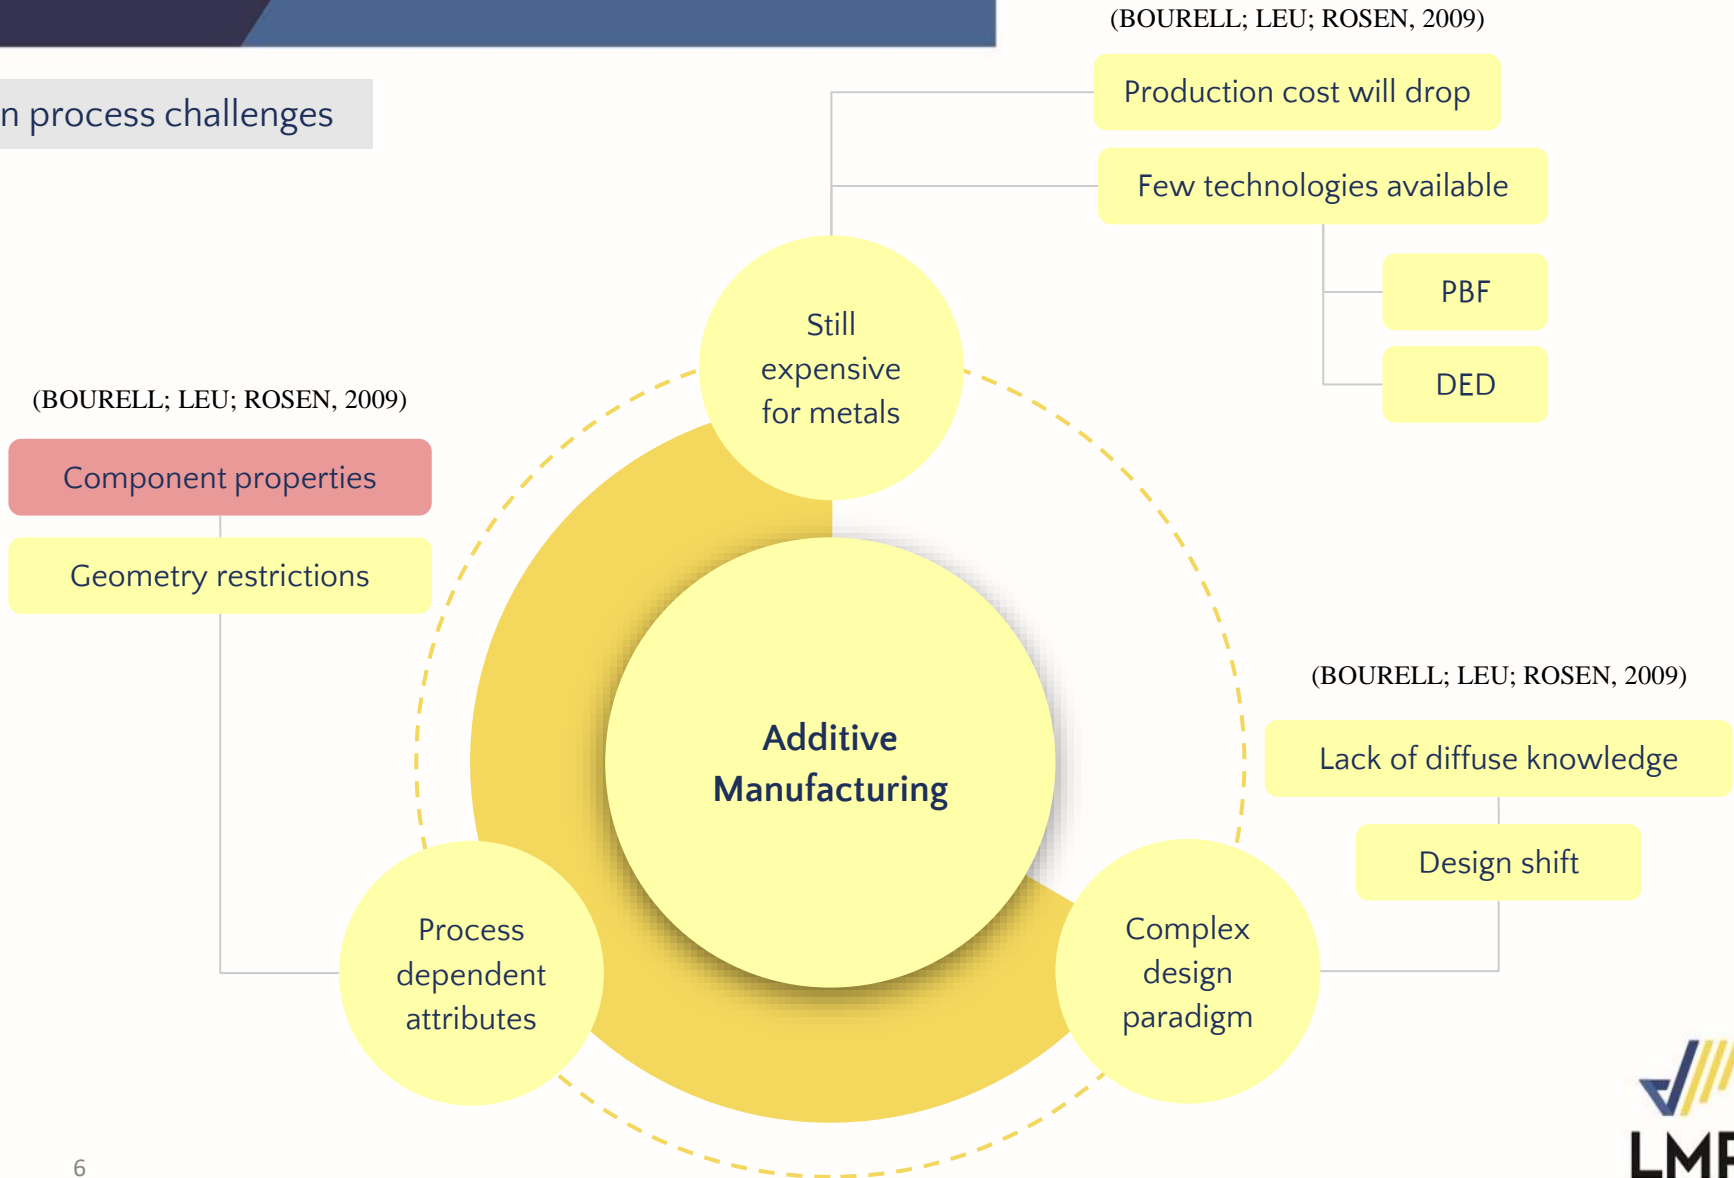 (BOURELL; LEU; ROSEN, 2009)
n process challenges
Production cost will drop
Few technologies available
PBF
DED
Still
expensive
for metals
(BOURELL; LEU; ROSEN, 2009)
Component properties
Geometry restrictions
Additive
Manufacturing
(BOURELL; LEU; ROSEN, 2009)
Lack of diffuse knowledge
Design shift
Process
dependent
attributes
Complex
design
paradigm
6